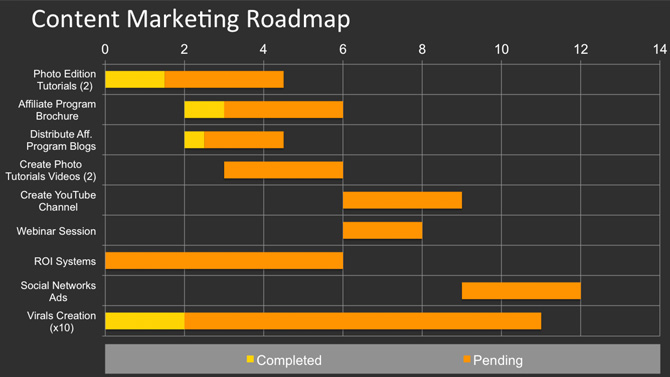 Content Marketing Roadmap
0 2 4 6 8 10 12 14
Photo Edition
Tutorials (2)
Affiliate Program
Brochure
Distribute Aff.
Program Blogs
Create Photo
Tutorials Videos (2)
Create YouTube
Channel
Webinar Session
ROI Systems
Social Networks
Ads
Virals Creation
(x10)
Completed Pending